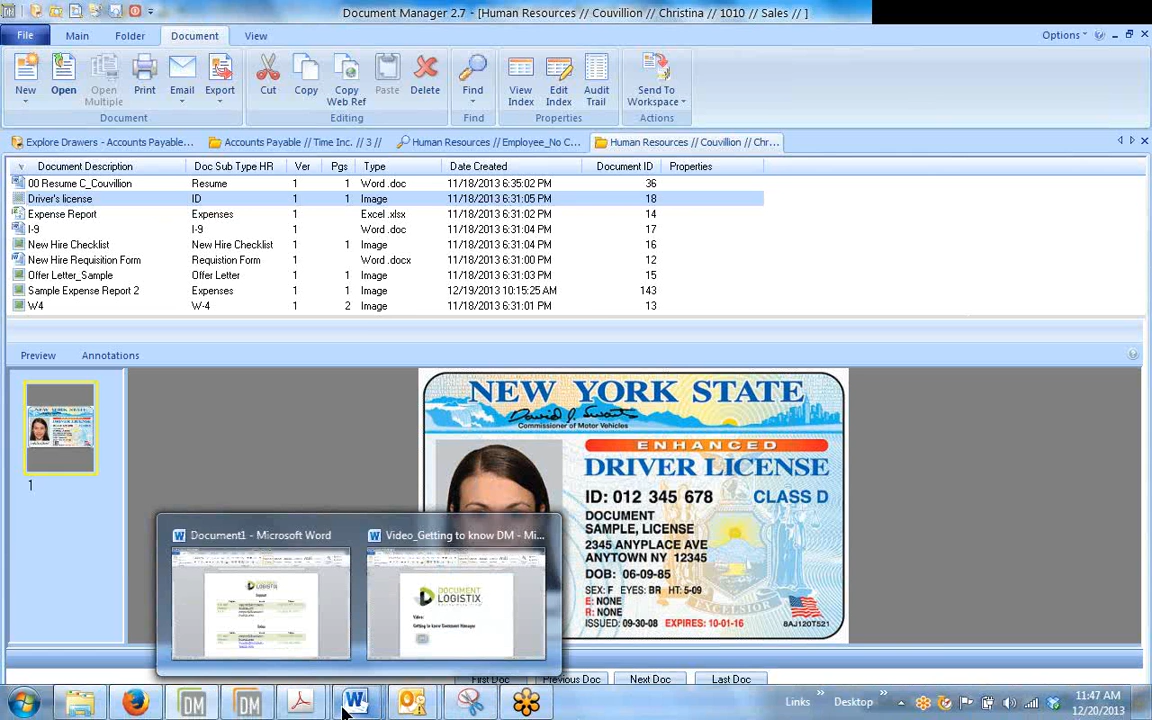 Document Manager 2.7 - [Human Resources // Couvillion // Christina // 1010 // Sales // ]
File Main Folder Document View Options
New Open Open Multiple Print Email Export Cut Copy Copy Web Ref Paste Delete Find View Index Edit Index Audit Trail Send To Workspace
Document Editing Find Properties Actions
Explore Drawers - Accounts Payable... Accounts Payable // Time Inc. // 3 // Human Resources // Employee_No C... Human Resources // Couvillion // Chr...
Document Description Doc Sub Type HR Ver Pgs Type Date Created Document ID Properties
00 Resume C_Couvillion Resume 1 1 Word .doc 11/18/2013 6:35:02 PM 36
Driver's license ID 1 1 Image 11/18/2013 6:31:05 PM 18
Expense Report Expenses 1 Excel .xlsx 11/18/2013 6:31:02 PM 14
I-9 I-9 1 Word .doc 11/18/2013 6:31:04 PM 17
New Hire Checklist New Hire Checklist 1 1 Image 11/18/2013 6:31:04 PM 16
New Hire Requisition Form Requistion Form 1 Word .docx 11/18/2013 6:31:00 PM 12
Offer Letter_Sample Offer Letter 1 1 Image 11/18/2013 6:31:03 PM 15
Sample Expense Report 2 Expenses 1 1 Image 12/19/2013 10:15:25 AM 143
W4 W-4 1 2 Image 11/18/2013 6:31:01 PM 13
Preview Annotations
1
NEW YORK STATE
Commissioner of Motor Vehicles
ENHANCED
DRIVER LICENSE
ID: 012 345 678 CLASS D
DOCUMENT
SAMPLE, LICENSE
2345 ANYPLACE AVE
ANYTOWN NY 12345
DOB: 06-09-85
SEX: F EYES: BR HT: 5-09
E: NONE
R: NONE
ISSUED: 09-30-08 EXPIRES: 10-01-16
EXCELSIOR
8AJ120T521
Document1 - Microsoft Word
Video_Getting to know DM - Mi...
DOCUMENT LOGISTIX
Video:
Getting to know Document Manager
First Doc Previous Doc Next Doc Last Doc
DM DM W
Links Desktop
11:47 AM
12/20/2013